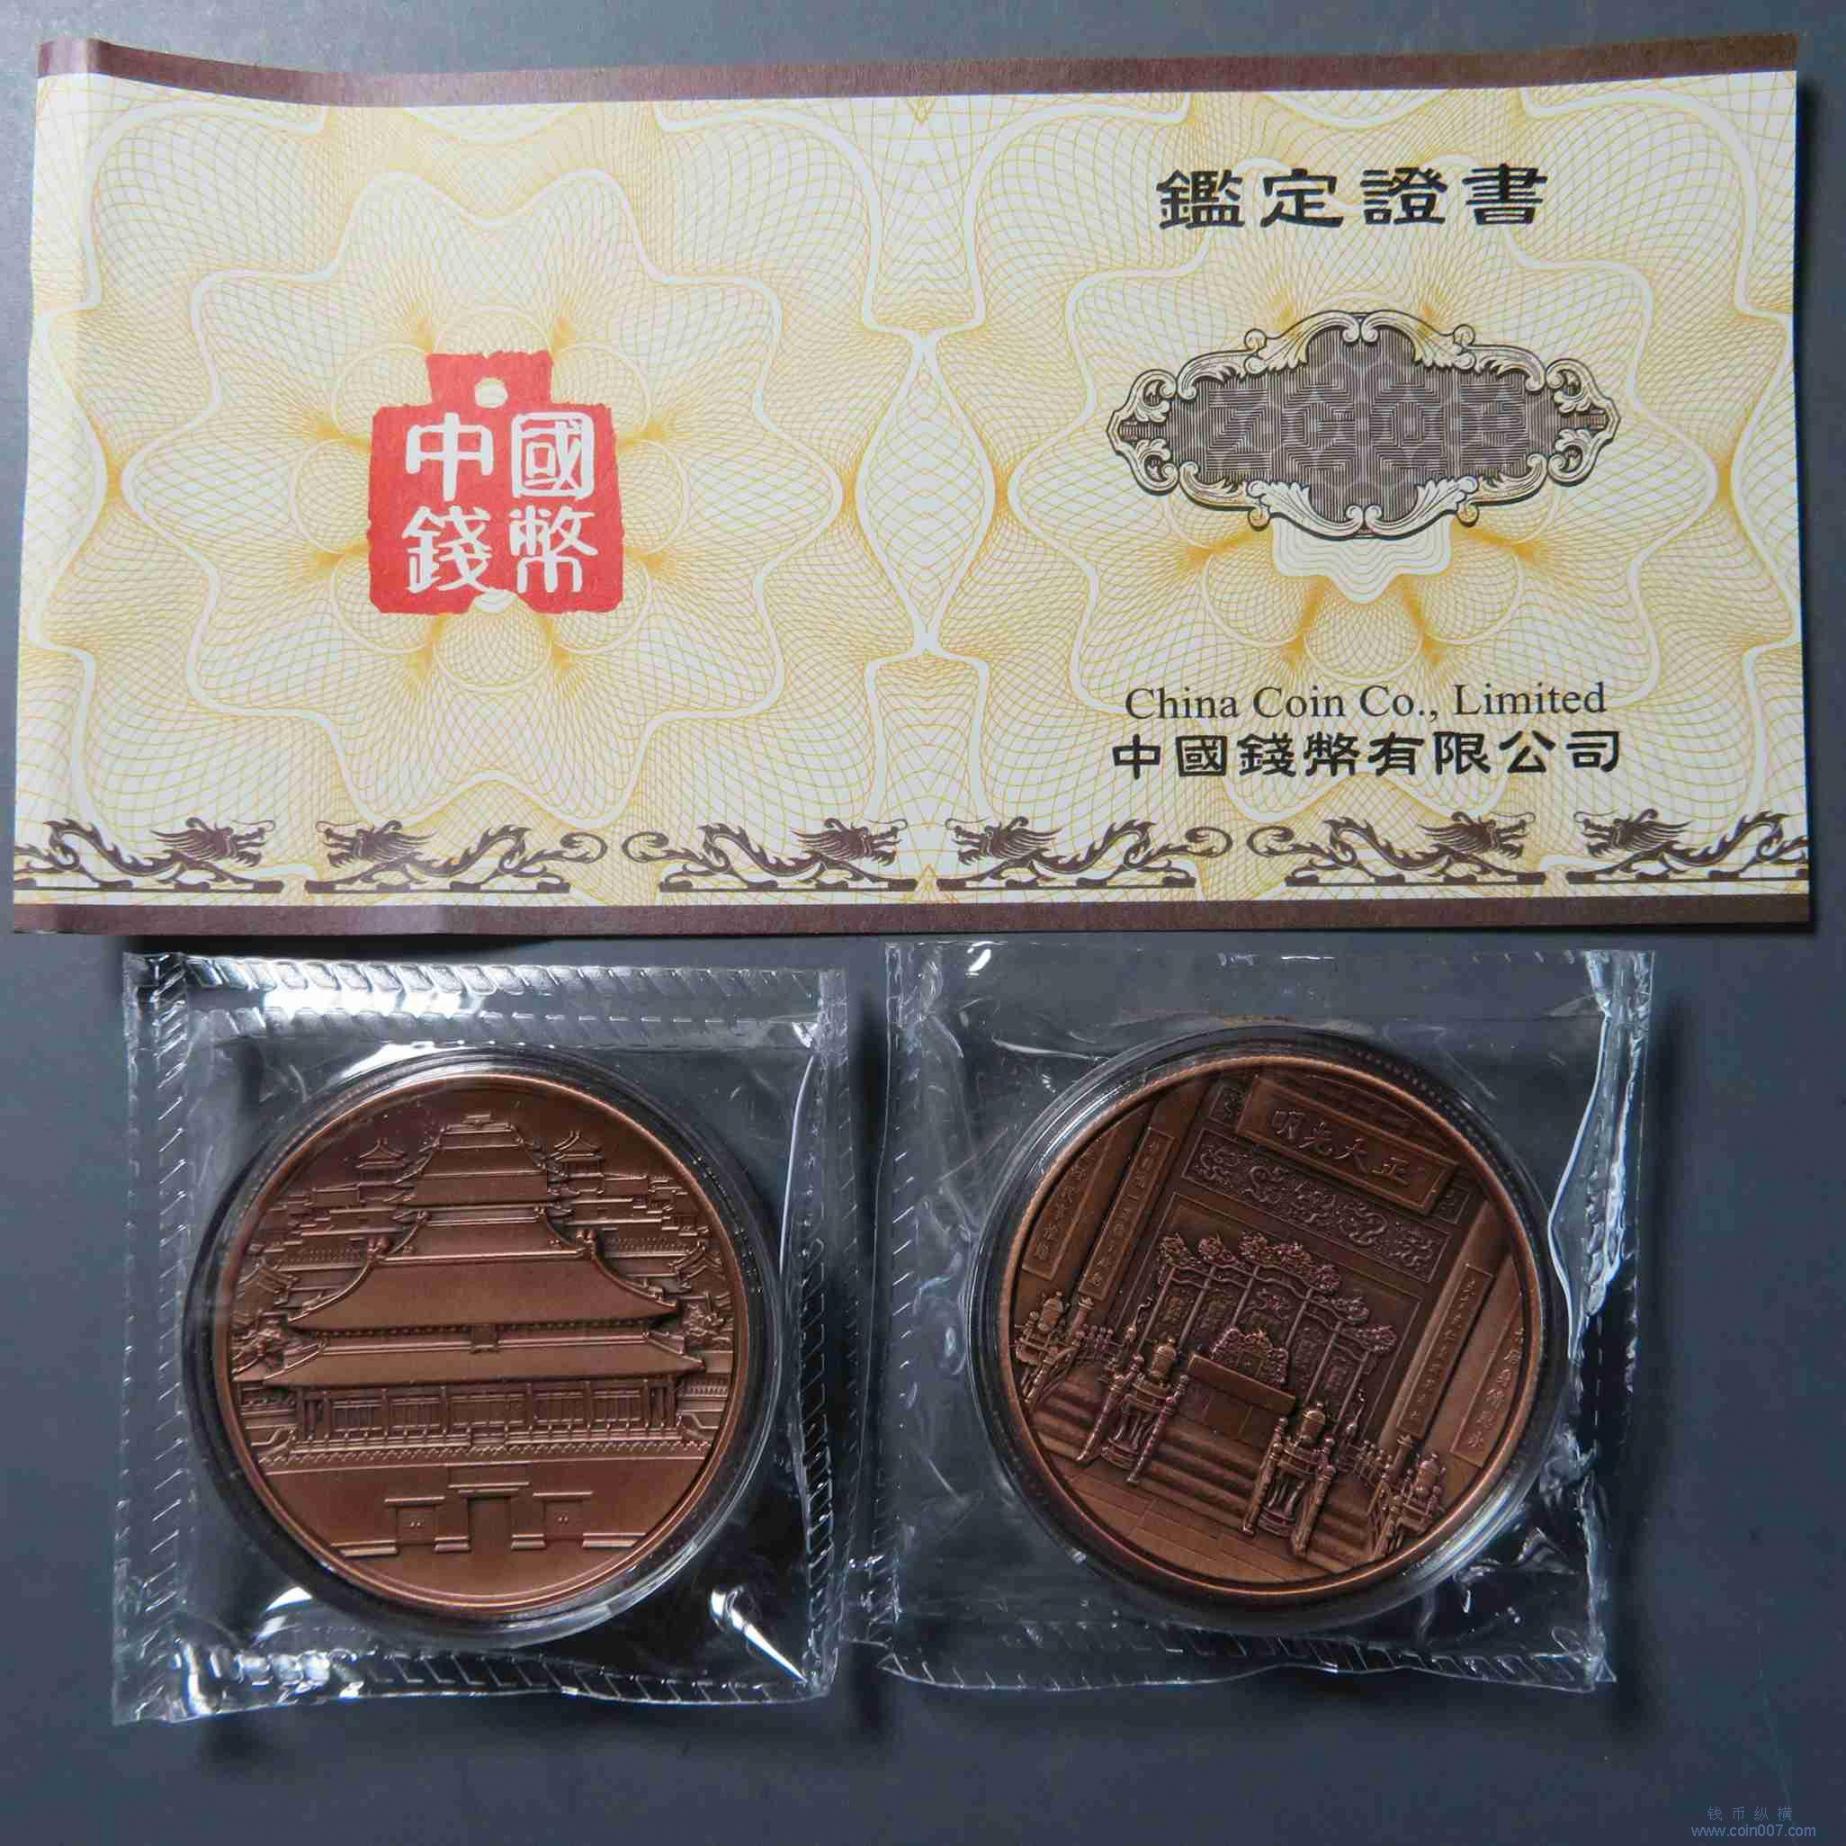 鑑定證書
中國
錢幣
China Coin Co., Limited
中國錢幣有限公司
明光大正
钱币纵横
www.coin007.com